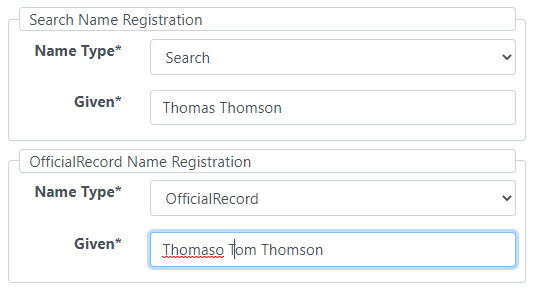 Search Name Registration
Name Type* Search
Given* Thomas Thomson
OfficialRecord Name Registration
Name Type* OfficialRecord
Given* Thomaso Tom Thomson